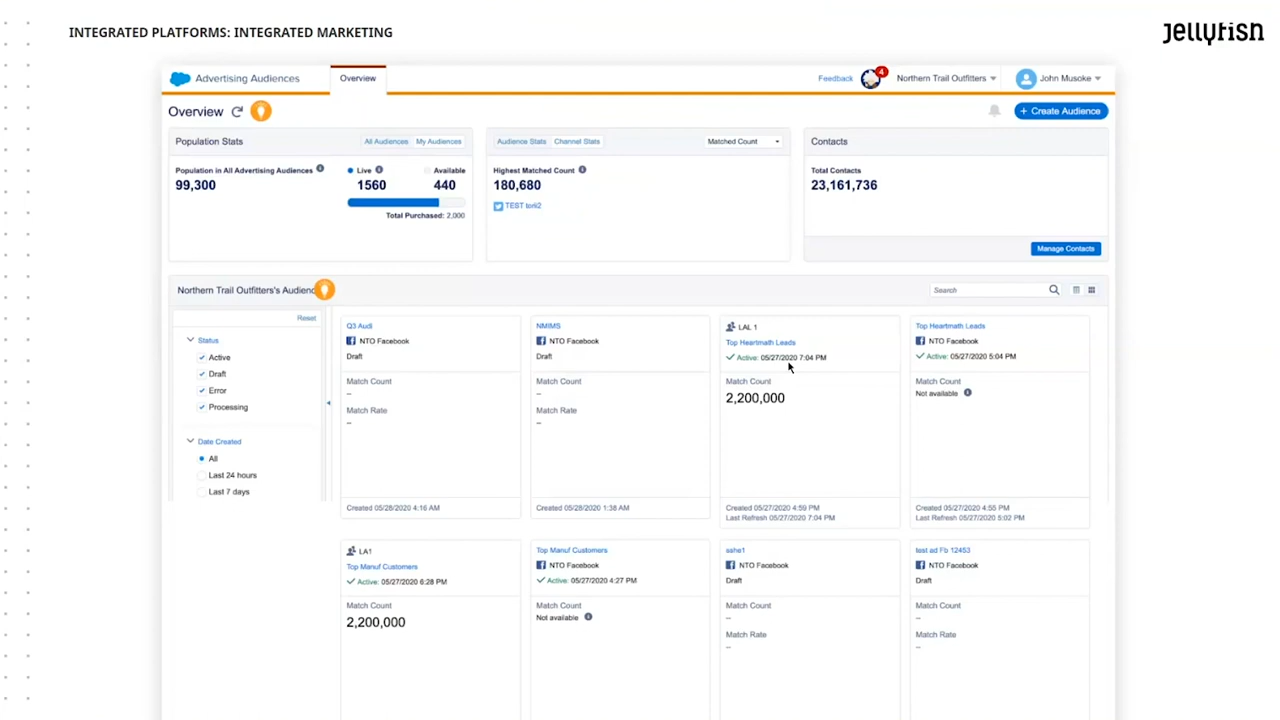 INTEGRATED PLATFORMS: INTEGRATED MARKETING
Jellyfish
Advertising Audiences
Overview
Feedback
4
Northern Trail Outfitters
John Musoke
Overview
+ Create Audience
Population Stats
All Audiences
My Audiences
Population in All Advertising Audiences
99,300
Live
1560
Available
440
Total Purchased: 2,000
Audience Stats
Channel Stats
Matched Count
Highest Matched Count
180,680
TEST torii2
Contacts
Total Contacts
23,161,736
Manage Contacts
Northern Trail Outfitters's Audienc
Search
Reset
Status
Active
Draft
Error
Processing
Date Created
All
Last 24 hours
Last 7 days
Q3 Audi
NTO Facebook
Draft
Match Count
--
Match Rate
--
Created 05/28/2020 4:16 AM
NMIMS
NTO Facebook
Draft
Match Count
--
Match Rate
--
Created 05/28/2020 1:38 AM
LAL 1
Top Heartmath Leads
Active: 05/27/2020 7:04 PM
Match Count
2,200,000
Created 05/27/2020 4:59 PM
Last Refresh 05/27/2020 7:04 PM
Top Heartmath Leads
NTO Facebook
Active: 05/27/2020 5:04 PM
Match Count
Not available
Created 05/27/2020 4:55 PM
Last Refresh 05/27/2020 5:02 PM
LA1
Top Manuf Customers
Active: 05/27/2020 6:28 PM
Match Count
2,200,000
Top Manuf Customers
NTO Facebook
Active: 05/27/2020 4:27 PM
Match Count
Not available
sshe1
NTO Facebook
Draft
Match Count
--
Match Rate
--
test ad Fb 12453
NTO Facebook
Draft
Match Count
--
Match Rate
--